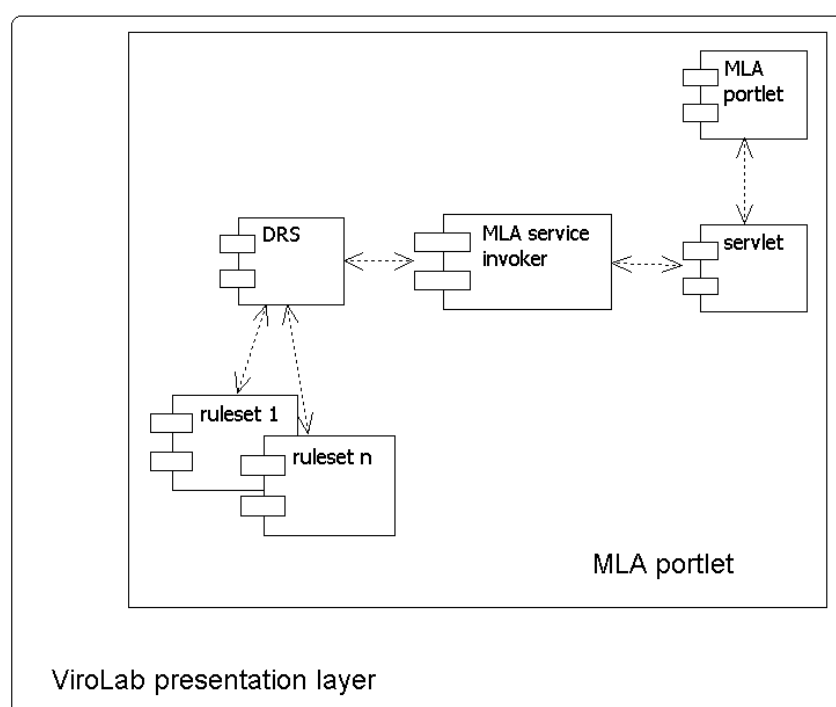 MLA
portlet
DRS
MLA service
invoker
servlet
ruleset 1
ruleset n
MLA portlet
ViroLab presentation layer